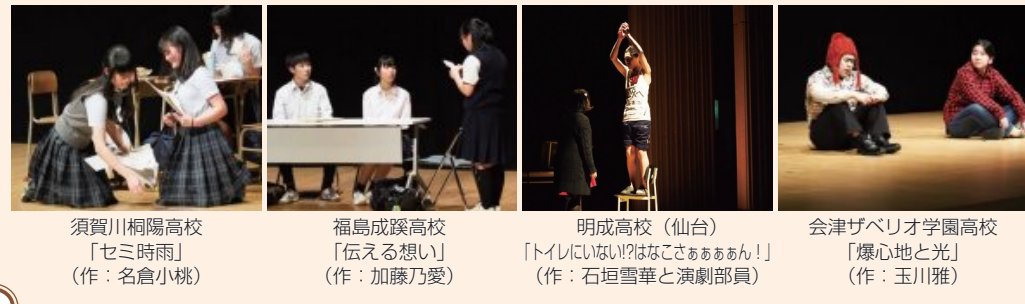 須賀川桐陽高校
「セミ時雨」
（作：名倉小桃）
福島成蹊高校
「伝える想い」
（作：加藤乃愛）
明成高校（仙台）
「トイレにいない!?はなこさぁぁぁぁん！」
（作：石垣雪華と演劇部員）
会津ザベリオ学園高校
「爆心地と光」
（作：玉川雅）